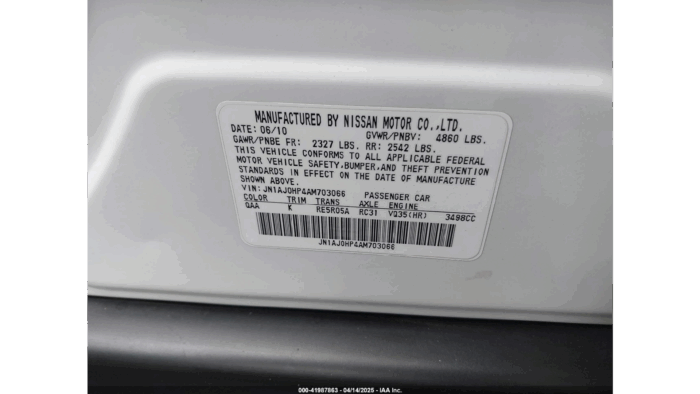 MANUFACTURED BY NISSAN MOTOR CO.,LTD.
DATE: 06/10 GVWR/PNBV: 4860 LBS.
GAWR/PNBE FR: 2327 LBS. RR: 2542 LBS.
THIS VEHICLE CONFORMS TO ALL APPLICABLE FEDERAL
MOTOR VEHICLE SAFETY,BUMPER,AND THEFT PREVENTION
STANDARDS IN EFFECT ON THE DATE OF MANUFACTURE
SHOWN ABOVE.
VIN: JN1AJ0HP4AM703066 PASSENGER CAR
COLOR TRIM TRANS AXLE ENGINE
QAA K RE5R05A RC31 VQ35(HR) 3498CC
JN1AJ0HP4AM703066
000-41987863 - 04/14/2025 - IAA Inc.